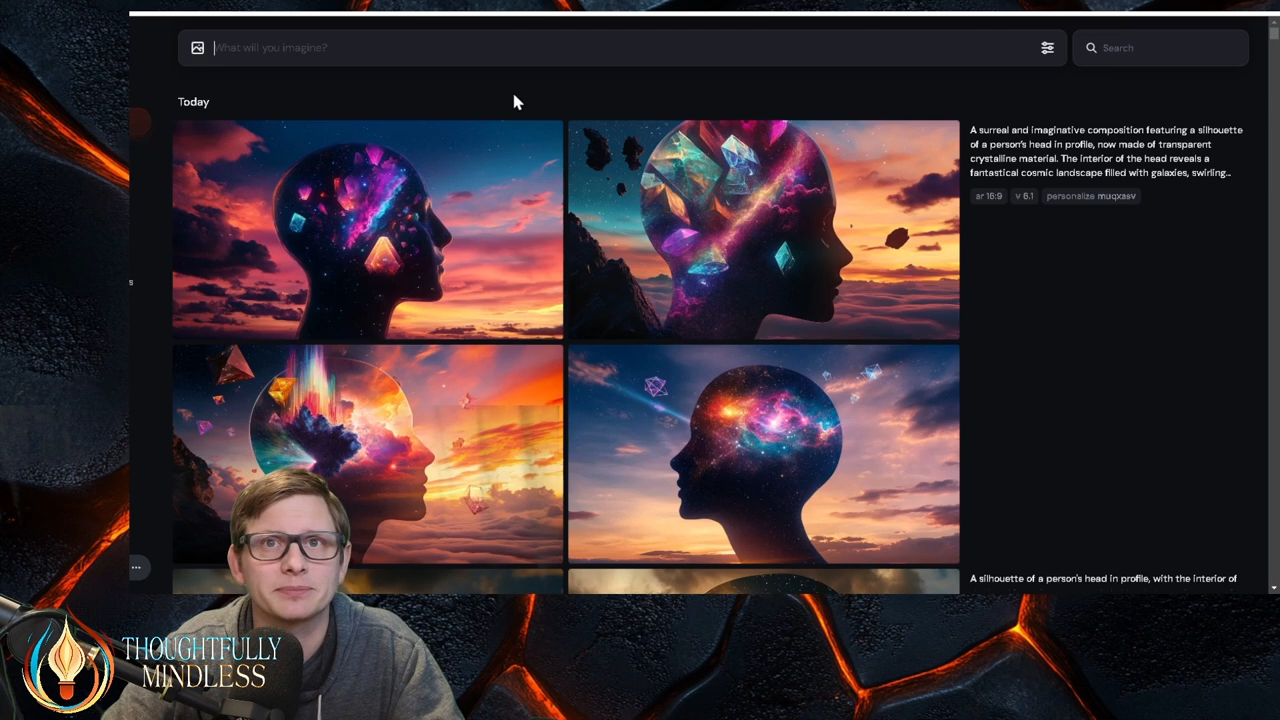 What will you imagine?
Search
Today
A surreal and imaginative composition featuring a silhouette
of a person's head in profile, now made of transparent
crystalline material. The interior of the head reveals a
fantastical cosmic landscape filled with galaxies, swirling...
ar 16:9 v 6.1 personalize muqxasv
s
A silhouette of a person's head in profile, with the interior of
THOUGHTFULLY
MINDLESS